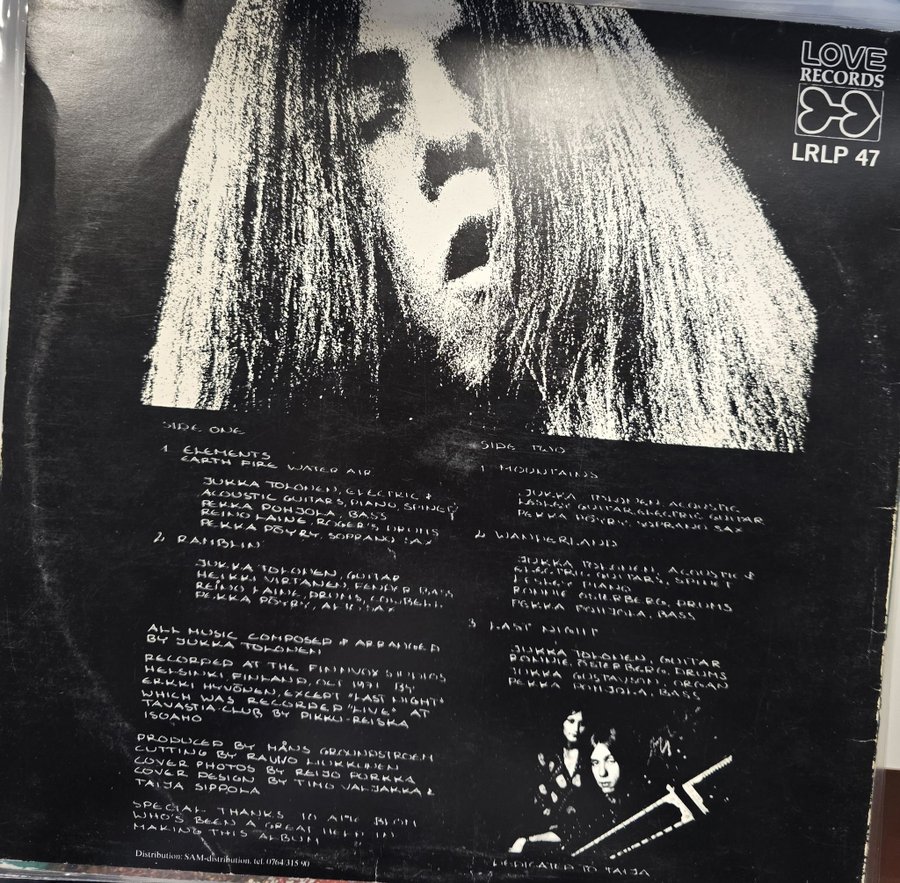 LOVE
RECORDS
LRLP 47
SIDE ONE
1 ELEMENTS
EARTH FIRE WATER AIR
JUKKA TOLONEN, ELECTRIC &
ACOUSTIC GUITARS, PIANO, SPINET
PEKKA POHJOLA, BASS
REINO LAINE, ROGER'S DRUMS
PEKKA PÖYRY, SOPRANO SAX
2 RAMBLIN'
JUKKA TOLONEN, GUITAR
HEIKKI VIRTANEN, FENDER BASS
REINO LAINE, DRUMS, COWBELL
PEKKA PÖYRY, ALTO SAX
ALL MUSIC COMPOSED & ARRANGED
BY JUKKA TOLONEN
RECORDED AT THE FINNVOX STUDIOS
HELSINKI, FINLAND, OCT 1971 BY
ERKKI HYVÖNEN, EXCEPT "LAST NIGHT"
WHICH WAS RECORDED "LIVE" AT
TAVASTIA-CLUB BY PIKKU-REISKA
ISOAHO
PRODUCED BY HÅNS GROUNDSTROEM
CUTTING BY RAUNO
COVER PHOTOS BY REIJO PORKKA
COVER DESIGN BY TIMO VALJAKKA &
TAIJA SIPPOLA
SPECIAL THANKS TO
WHO'S BEEN A GREAT HELP IN
MAKING THIS ALBUM
Distribution: SAM-distribution, tel. 0764/315 90
SIDE TWO
1 MOUNTAINS
JUKKA TOLONEN, ACOUSTIC
GUITAR, ELECTRIC GUITAR
PEKKA PÖYRY, SOPRANO SAX
2 WANDERLAND
JUKKA TOLONEN, ACOUSTIC &
ELECTRIC GUITARS, SPINET
PIANO
RONNIE ÖSTERBERG, DRUMS
PEKKA POHJOLA, BASS
3 LAST NIGHT
JUKKA TOLONEN, GUITAR
RONNIE ÖSTERBERG, DRUMS
JUKKA GUSTAVSON, ORGAN
PEKKA POHJOLA, BASS
DEDICATED TO TAIJA